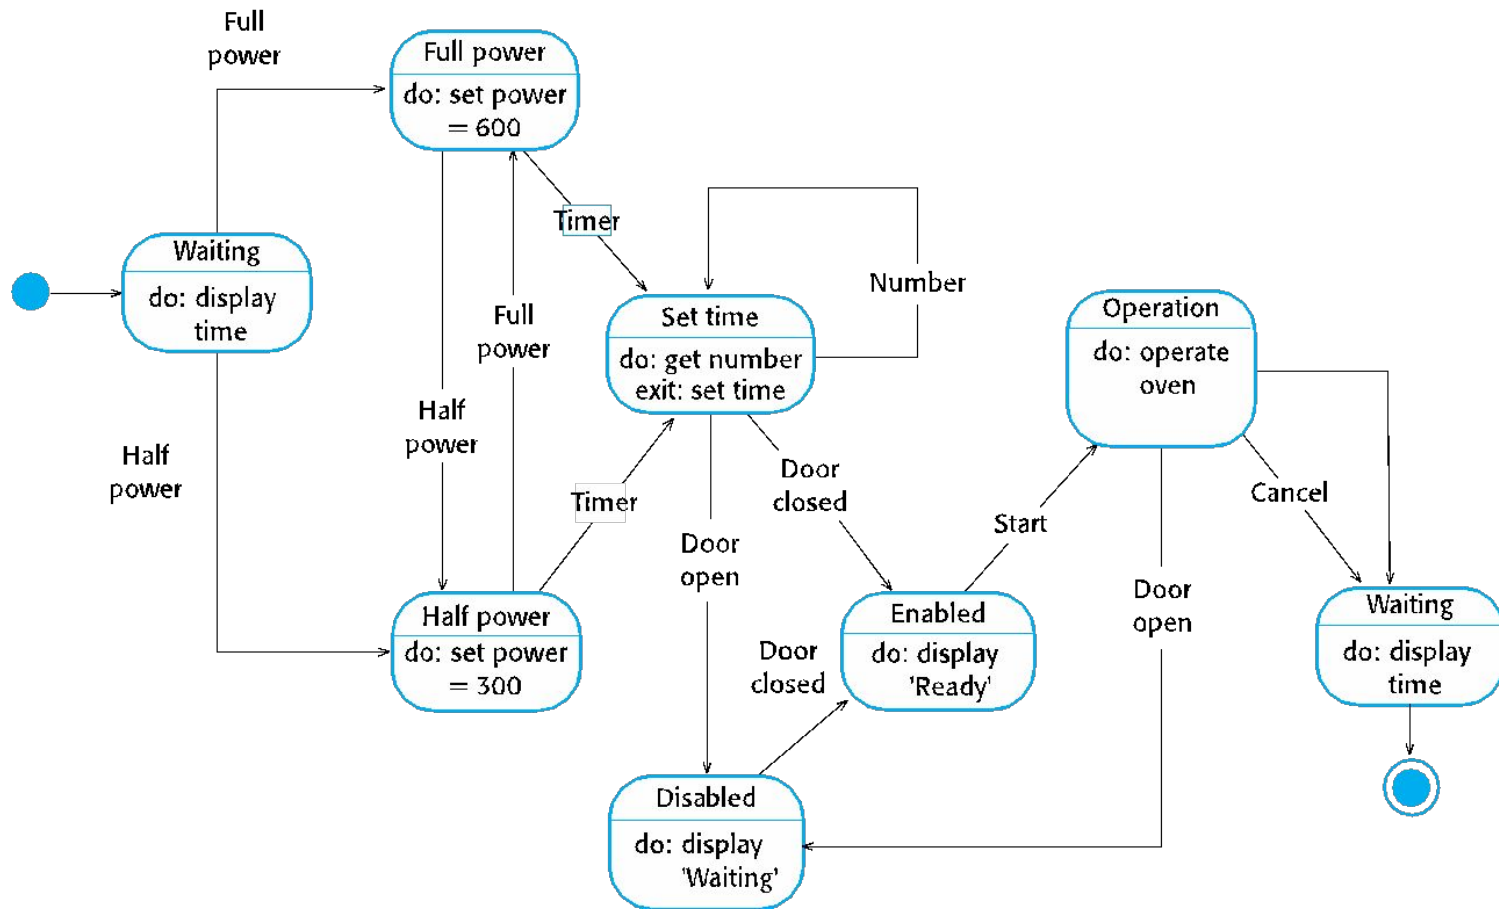 Full
power
Full power
do: set power
= 600
Timer
Waiting
do: display
time
Full
power
Half
power
Half
power
Set time
do: get number
exit: set time
Number
Operation
do: operate
oven
Timer
Door
closed
Door
open
Start
Cancel
Door
open
Half power
do: set power
= 300
Enabled
do: display
'Ready'
Door
closed
Waiting
do: display
time
Disabled
do: display
'Waiting'